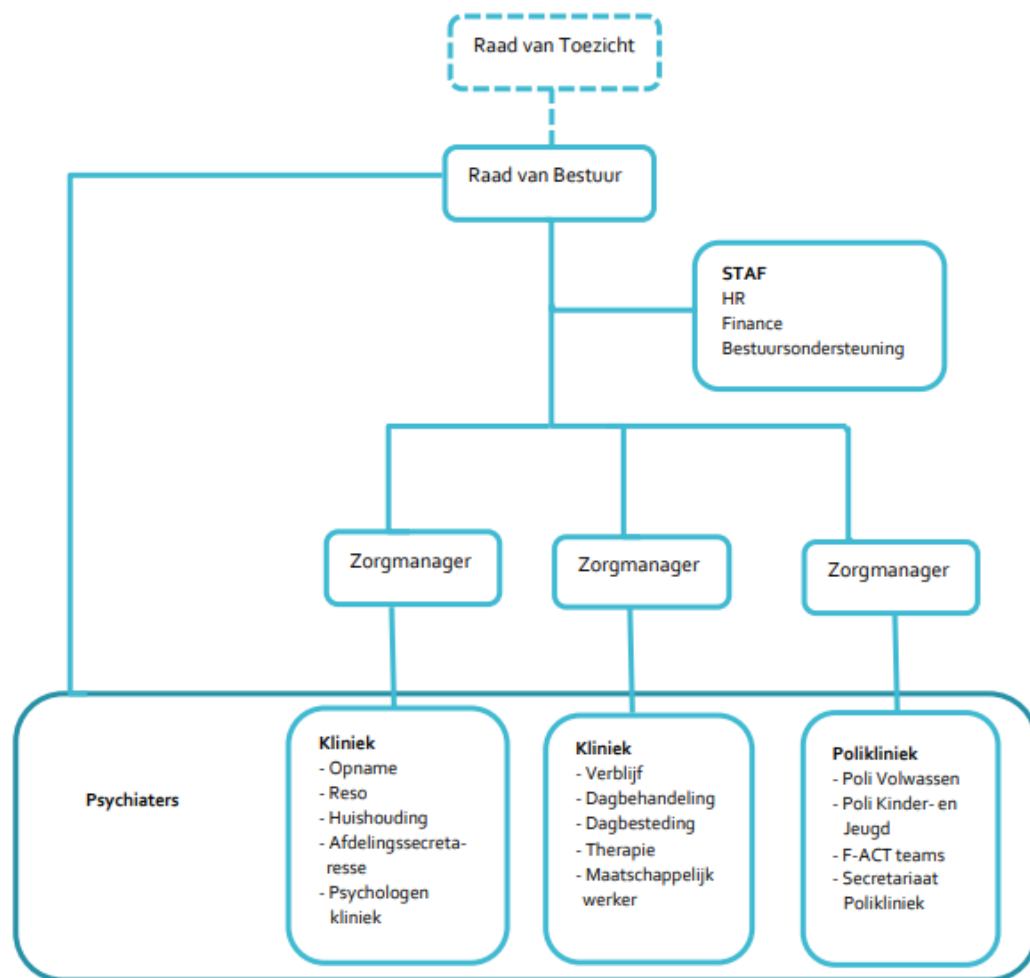 Raad van Toezicht
Raad van Bestuur
STAF
HR
Finance
Bestuursondersteuning
Zorgmanager
Zorgmanager
Zorgmanager
Psychiaters
Kliniek
- Opname
- Reso
- Huishouding
- Afdelingssecreta-
resse
- Psychologen
kliniek
Kliniek
- Verblijf
- Dagbehandeling
- Dagbesteding
- Therapie
- Maatschappelijk
werker
Polikliniek
- Poli Volwassen
- Poli Kinder- en
Jeugd
- F-ACT teams
- Secretariaat
Polikliniek